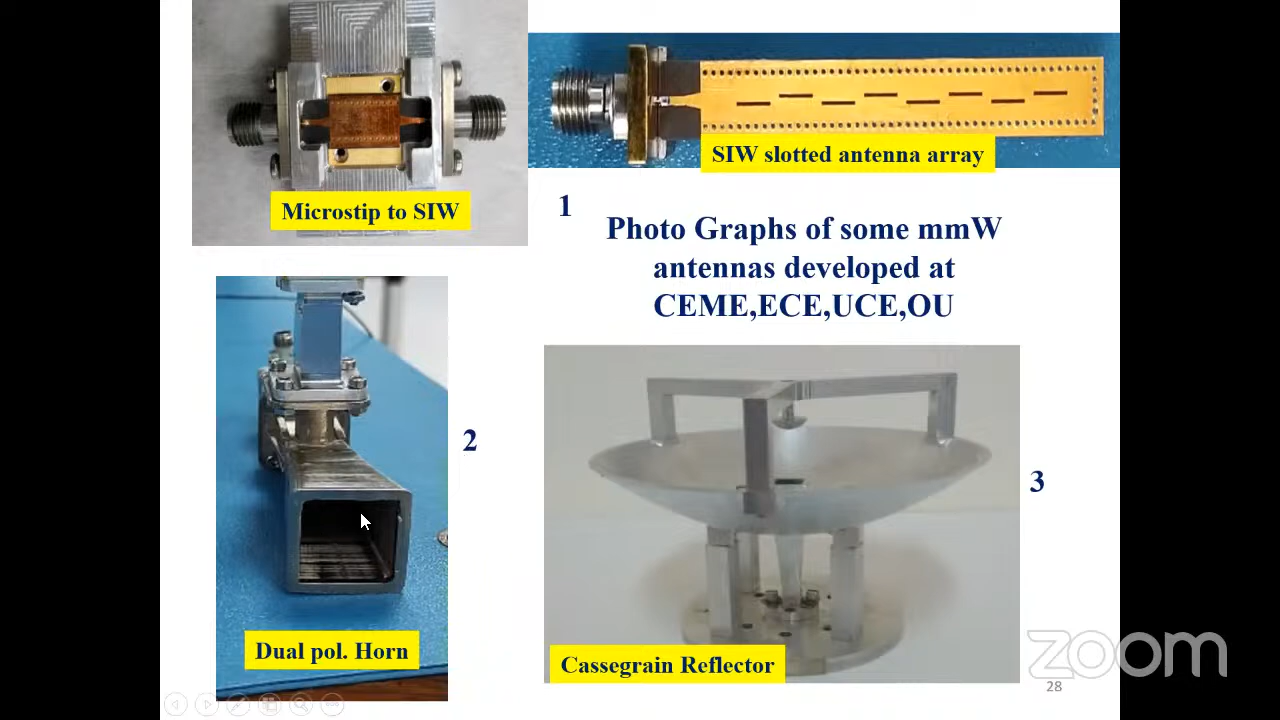 Microstip to SIW
SIW slotted antenna array
1
Photo Graphs of some mmW
antennas developed at
CEME,ECE,UCE,OU
2
3
Dual pol. Horn
Cassegrain Reflector
zoom
28